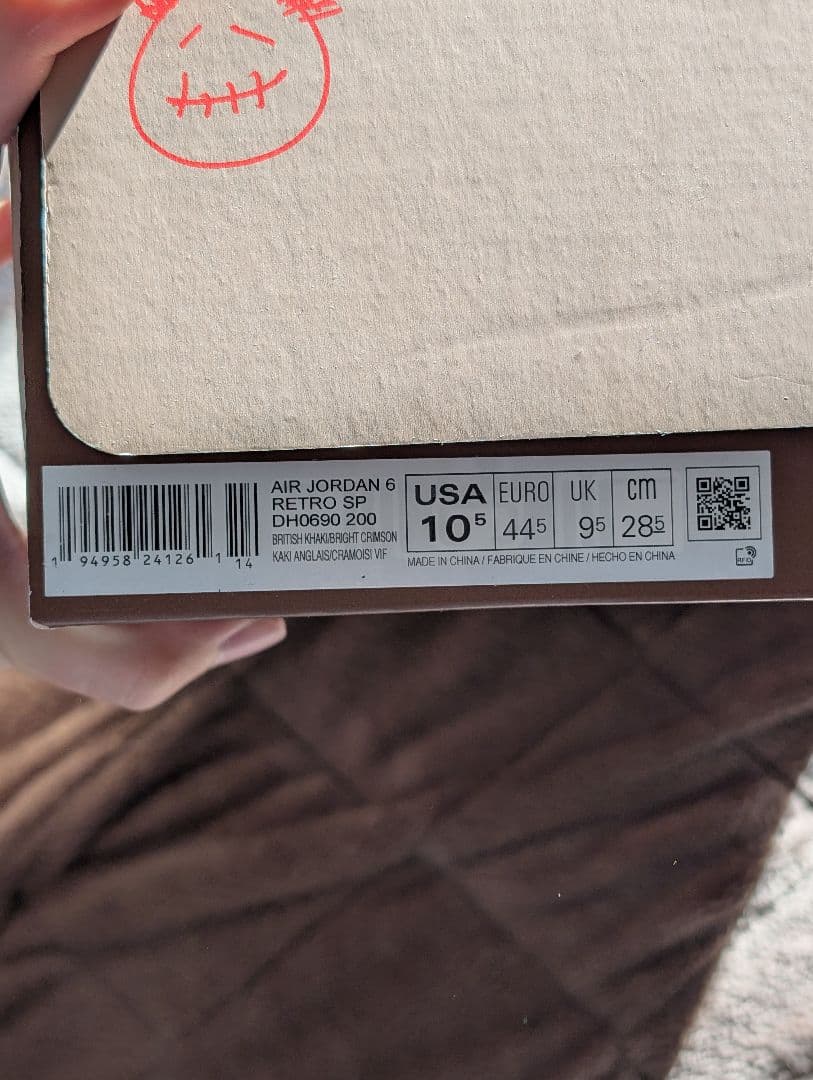 AIR JORDAN 6
RETRO SP
DH0690 200
BRITISH KHAKI/BRIGHT CRIMSON
KAKI ANGLAIS/CRAMOISI VIF
1 94958 24126 1 14
USA EURO UK cm
10⁵ 44⁵ 9⁵ 28⁵
MADE IN CHINA / FABRIQUE EN CHINE / HECHO EN CHINA
RFID